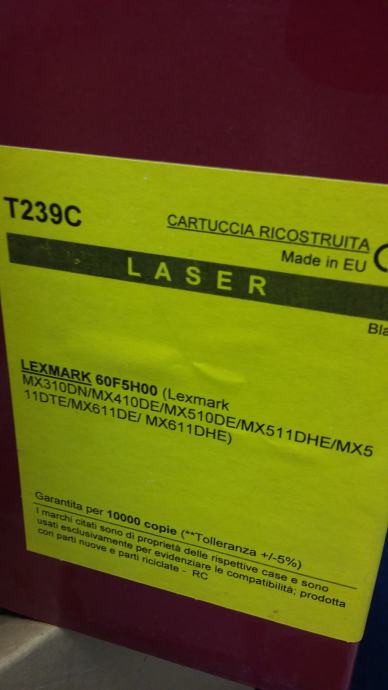 T239C
CARTUCCIA RICOSTRUITA
Made in EU
LASER
LEXMARK 60F5H00 (Lexmark
MX310DN/MX410DE/MX510DE/MX511DHE/MX5
11DTE/MX611DE/ MX611DHE)
Garantita per 10000 copie (**Tolleranza +/-5%)
I marchi citati sono di proprietà delle rispettive case e sono
usati esclusivamente per evidenziare le compatibilità; prodotta
con parti nuove e parti riciclate - RC